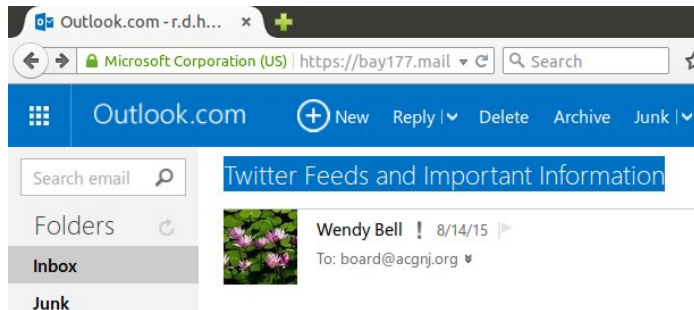 Outlook.com - r.d.h... ×
Microsoft Corporation (US) https://bay177.mail Search
Outlook.com New Reply Delete Archive Junk
Search email
Twitter Feeds and Important Information
Folders
Wendy Bell ! 8/14/15
Inbox
To: board@acgnj.org
Junk